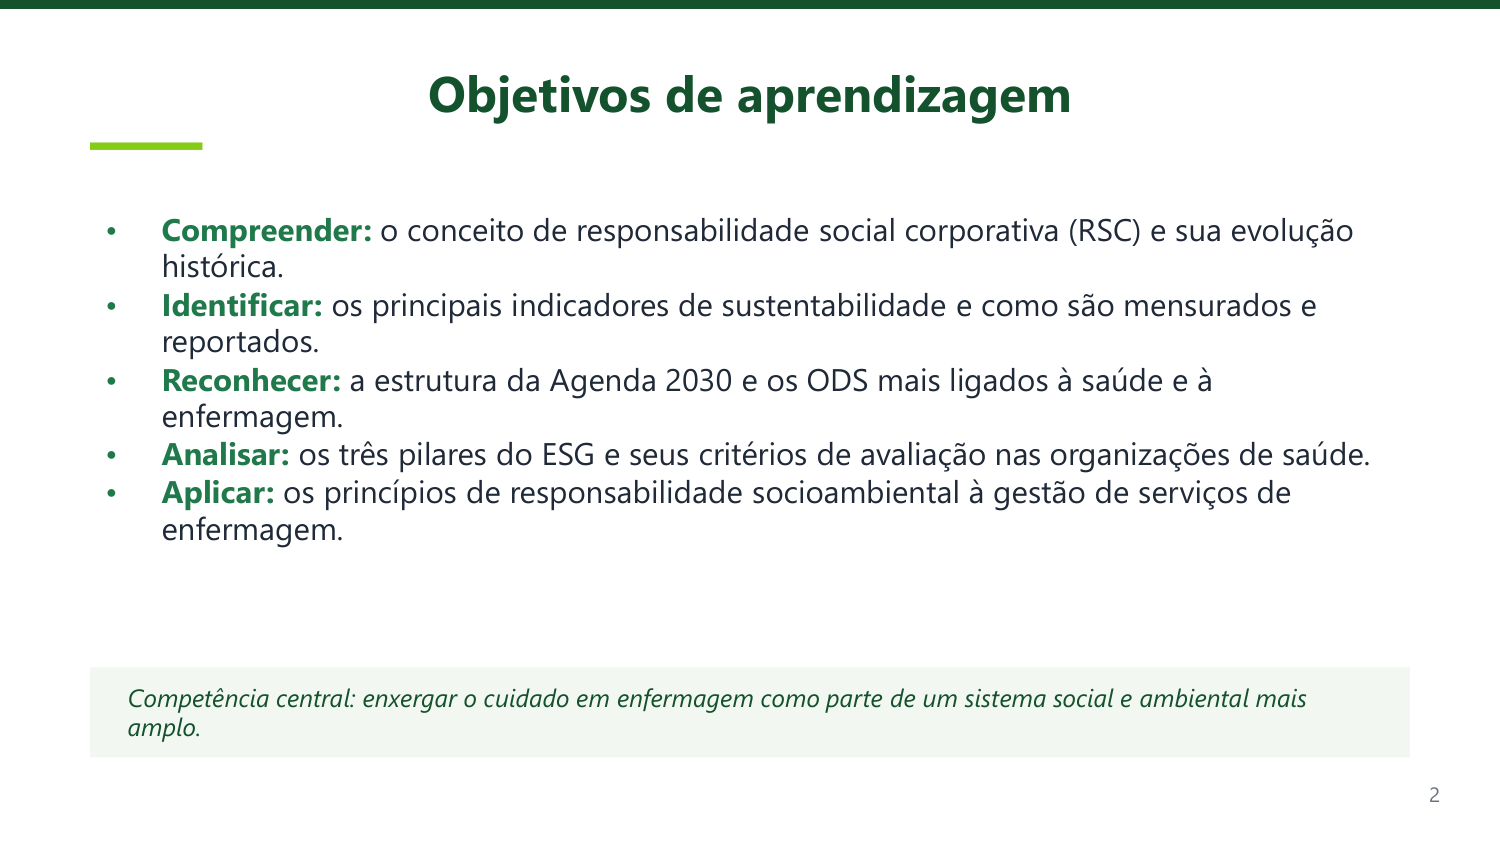 Objetivos de aprendizagem
• Compreender: o conceito de responsabilidade social corporativa (RSC) e sua evolução
histórica.
• Identificar: os principais indicadores de sustentabilidade e como são mensurados e
reportados.
• Reconhecer: a estrutura da Agenda 2030 e os ODS mais ligados à saúde e à
enfermagem.
• Analisar: os três pilares do ESG e seus critérios de avaliação nas organizações de saúde.
• Aplicar: os princípios de responsabilidade socioambiental à gestão de serviços de
enfermagem.
Competência central: enxergar o cuidado em enfermagem como parte de um sistema social e ambiental mais
amplo.
2